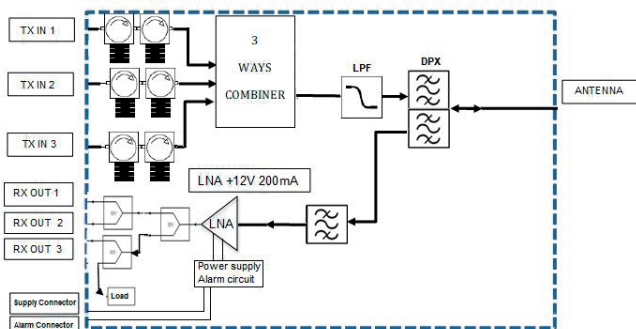 TX IN 1
TX IN 2
TX IN 3
3
WAYS
COMBINER
LPF
DPX
ANTENNA
LNA +12V 200mA
RX OUT 1
RX OUT 2
RX OUT 3
LNA
Power supply
Alarm circuit
Load
Supply Connector
Alarm Connector